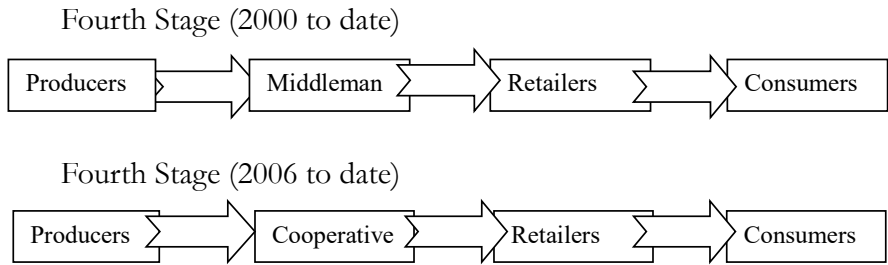 Fourth Stage (2000 to date)
Producers Middleman Retailers Consumers
Fourth Stage (2006 to date)
Producers Cooperative Retailers Consumers